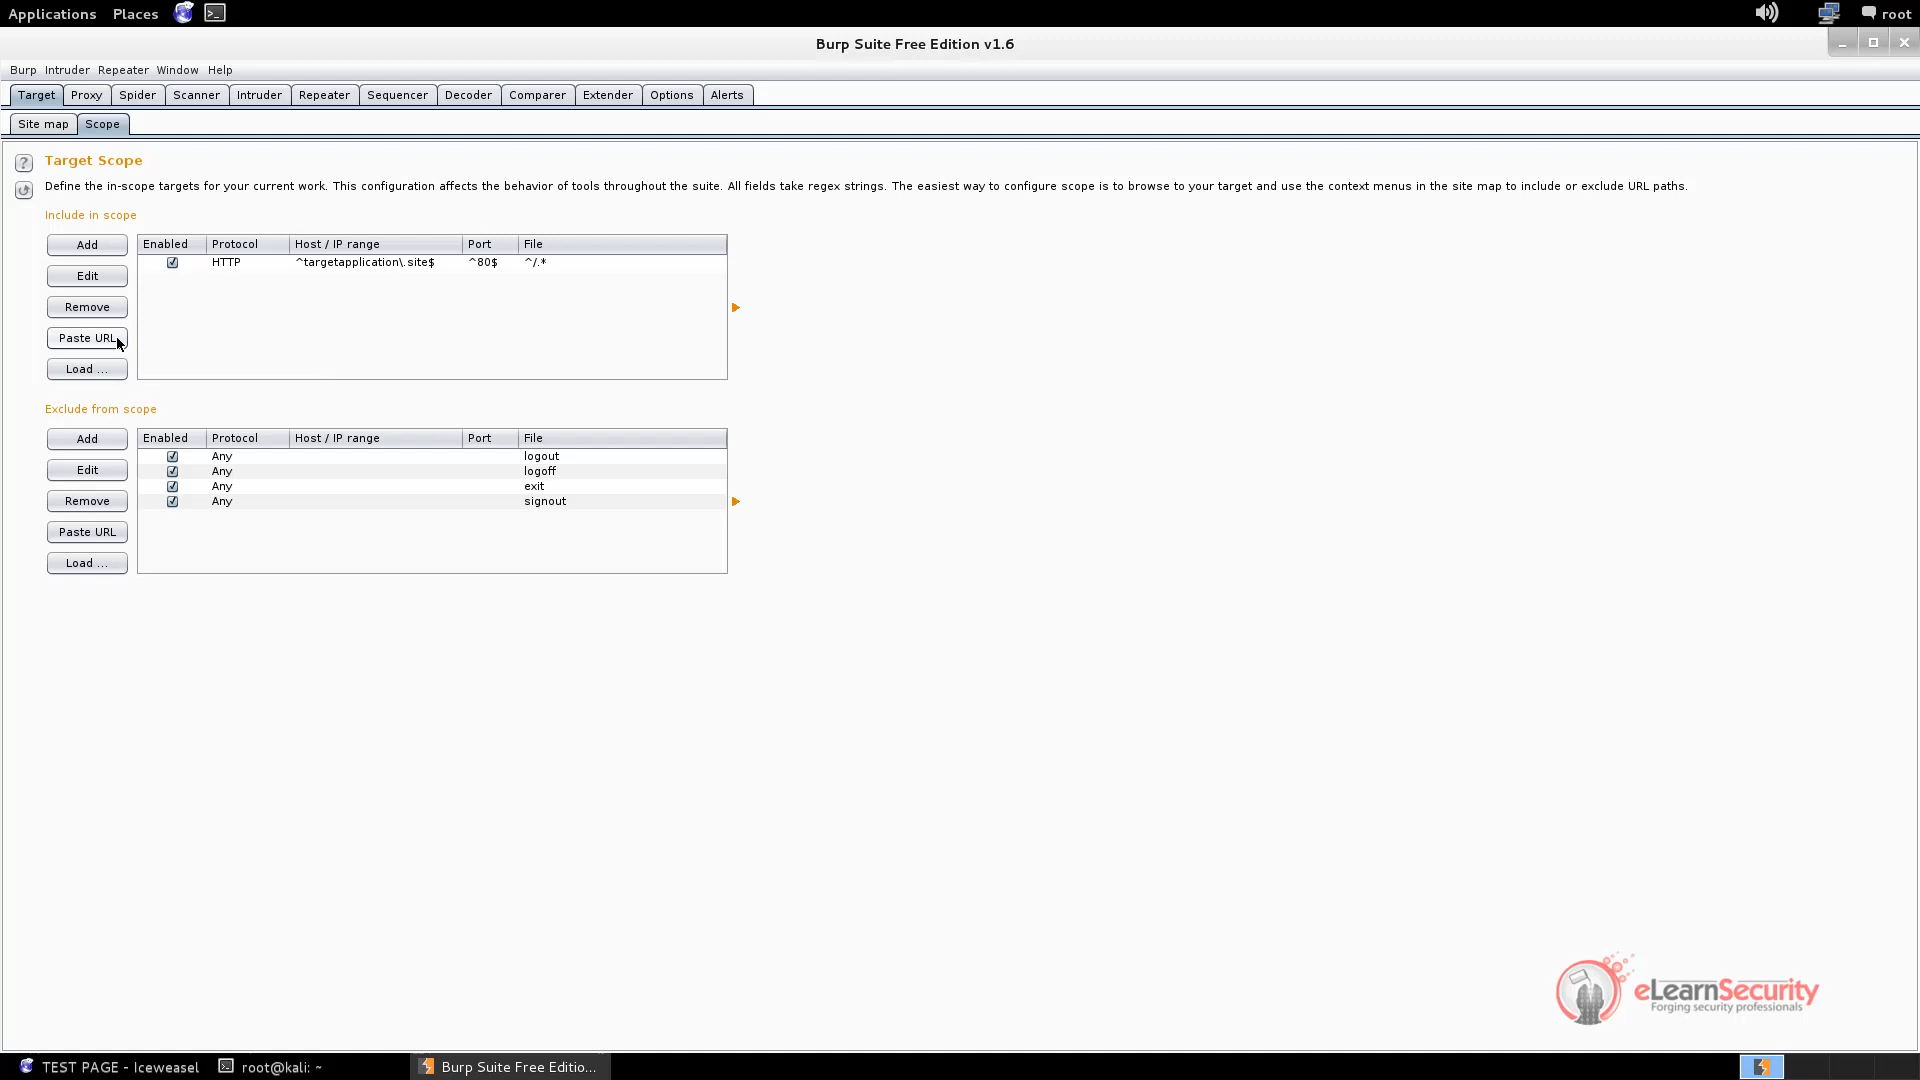 Applications Places root
Burp Suite Free Edition v1.6
Burp Intruder Repeater Window Help
Target Proxy Spider Scanner Intruder Repeater Sequencer Decoder Comparer Extender Options Alerts
Site map Scope
? Target Scope
Define the in-scope targets for your current work. This configuration affects the behavior of tools throughout the suite. All fields take regex strings. The easiest way to configure scope is to browse to your target and use the context menus in the site map to include or exclude URL paths.
Include in scope
Add Enabled Protocol Host / IP range Port File
HTTP ^targetapplication\.site$ ^80$ ^/.*
Edit
Remove
Paste URL
Load ...
Exclude from scope
Add Enabled Protocol Host / IP range Port File
Any logout
Edit Any logoff
Any exit
Remove Any signout
Paste URL
Load ...
eLearnSecurity
Forging security professionals
TEST PAGE - Iceweasel root@kali: ~ Burp Suite Free Editio...